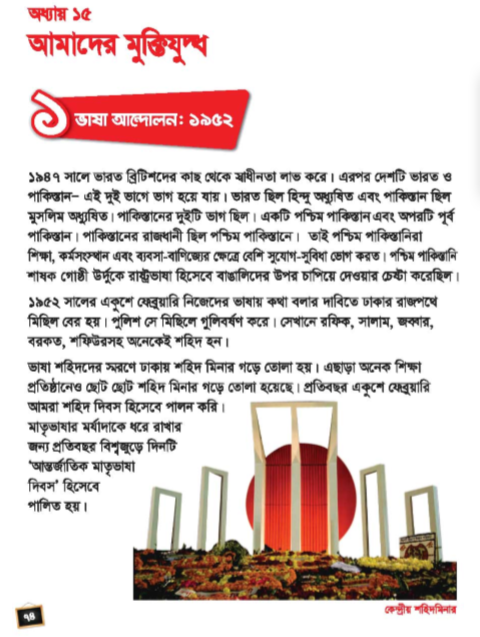 অধ্যায় ১৫
আমাদের মুক্তিযুদ্ধ
১ ভাষা আন্দোলন: ১৯৫২
১৯৪৭ সালে ভারত ব্রিটিশদের কাছ থেকে স্বাধীনতা লাভ করে। এরপর দেশটি ভারত ও
পাকিস্তান– এই দুই ভাগে ভাগ হয়ে যায়। ভারত ছিল হিন্দু অধ্যুষিত এবং পাকিস্তান ছিল
মুসলিম অধ্যুষিত। পাকিস্তানের দুইটি ভাগ ছিল। একটি পশ্চিম পাকিস্তান এবং অপরটি পূর্ব
পাকিস্তান। পাকিস্তানের রাজধানী ছিল পশ্চিম পাকিস্তানে। তাই পশ্চিম পাকিস্তানিরা
শিক্ষা, কর্মসংস্থান এবং ব্যবসা-বাণিজ্যের ক্ষেত্রে বেশি সুযোগ-সুবিধা ভোগ করত। পশ্চিম পাকিস্তানি
শাষক গোষ্ঠী উর্দুকে রাষ্ট্রভাষা হিসেবে বাঙালিদের উপর চাপিয়ে দেওয়ার চেষ্টা করেছিল।
১৯৫২ সালের একুশে ফেব্রুয়ারি নিজেদের ভাষায় কথা বলার দাবিতে ঢাকার রাজপথে
মিছিল বের হয়। পুলিশ সে মিছিলে গুলিবর্ষণ করে। সেখানে রফিক, সালাম, জব্বার,
বরকত, শফিউরসহ অনেকেই শহিদ হন।
ভাষা শহিদদের স্মরণে ঢাকায় শহিদ মিনার গড়ে তোলা হয়। এছাড়া অনেক শিক্ষা
প্রতিষ্ঠানেও ছোট ছোট শহিদ মিনার গড়ে তোলা হয়েছে। প্রতিবছর একুশে ফেব্রুয়ারি
আমরা শহিদ দিবস হিসেবে পালন করি।
মাতৃভাষার মর্যাদাকে ধরে রাখার
জন্য প্রতিবছর বিশ্বজুড়ে দিনটি
‘আন্তর্জাতিক মাতৃভাষা
দিবস’ হিসেবে
পালিত হয়।
কেন্দ্রীয় শহিদমিনার
৭৪